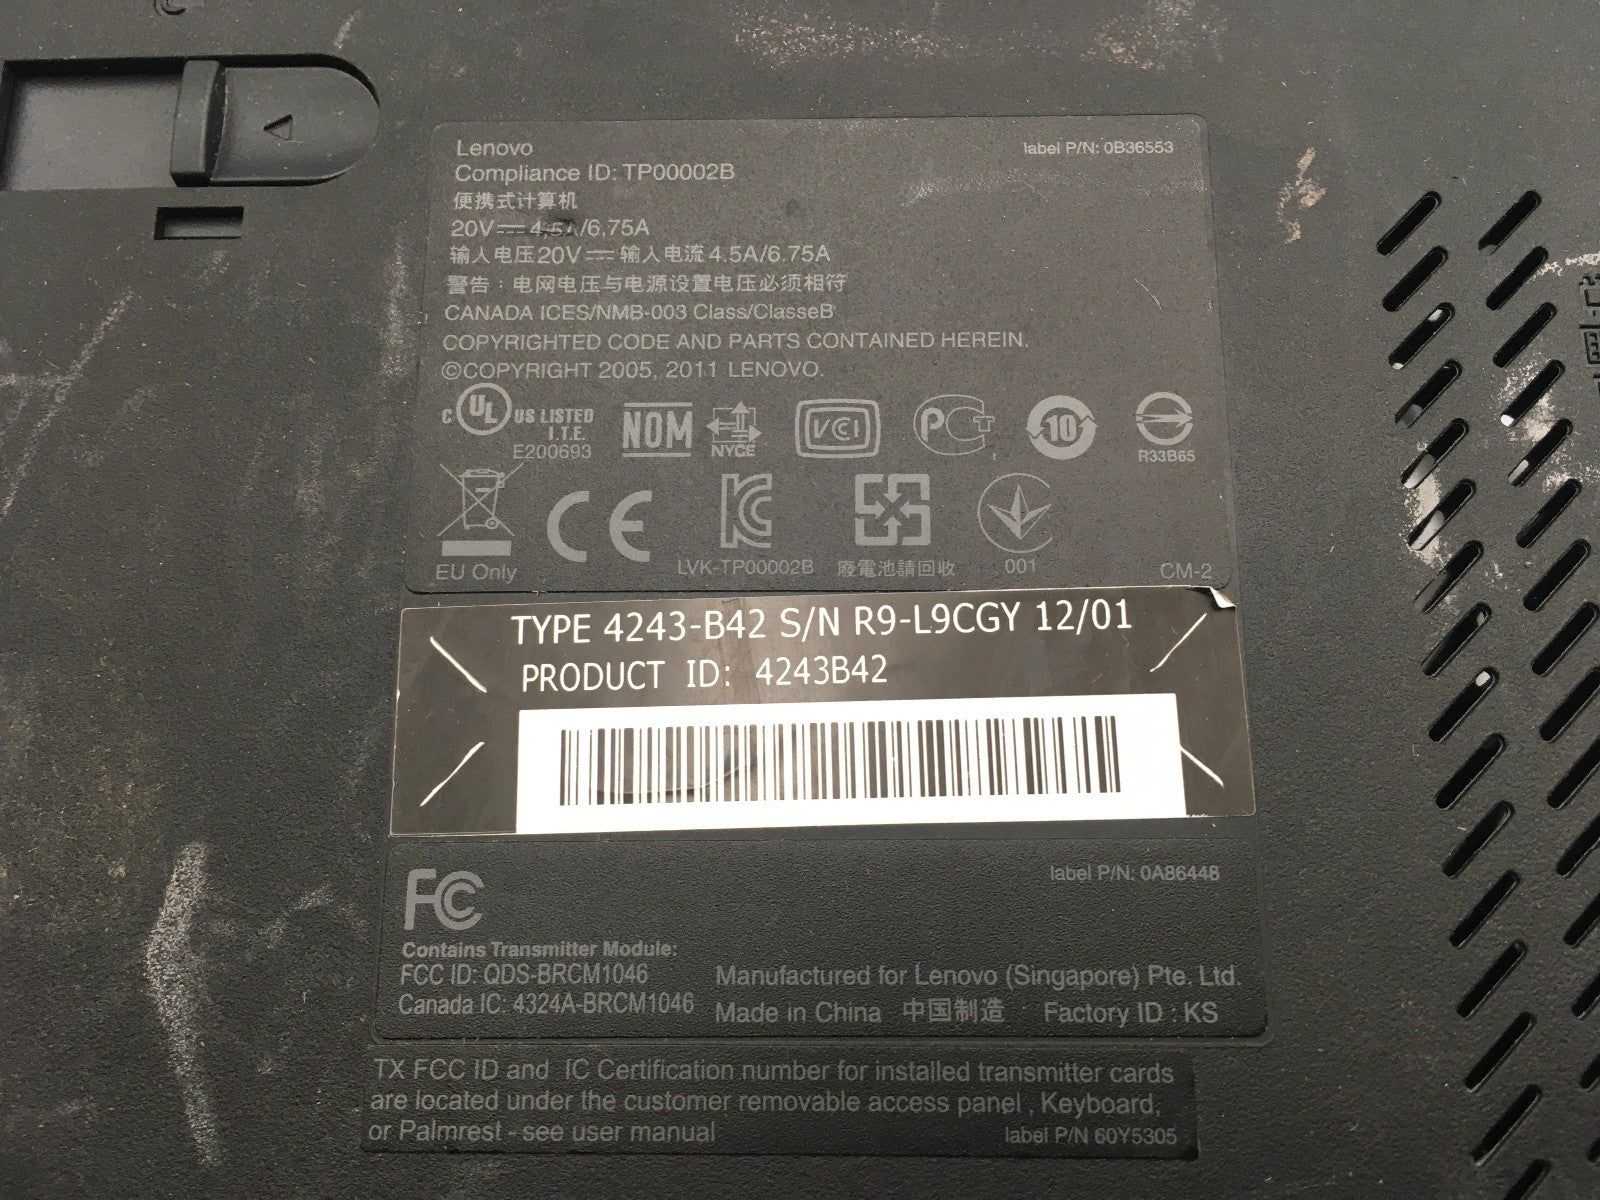 Lenovo
label P/N: 0B36553
Compliance ID: TP00002B
便携式计算机
20V⎓4.5A/6.75A
输入电压20V⎓ 输入电流4.5A/6.75A
警告：电网电压与电源设置电压必须相符
CANADA ICES/NMB-003 Class/ClasseB
COPYRIGHTED CODE AND PARTS CONTAINED HEREIN.
©COPYRIGHT 2005, 2011 LENOVO.
C UL US LISTED
I.T.E.
E200693
NOM
NYCE
VCI
PCT
10
R33B65
EU Only
CE
LVK-TP00002B
廢電池請回收
001
CM-2
TYPE 4243-B42 S/N R9-L9CGY 12/01
PRODUCT ID: 4243B42
FC
label P/N: 0A86448
Contains Transmitter Module:
FCC ID: QDS-BRCM1046
Canada IC: 4324A-BRCM1046
Manufactured for Lenovo (Singapore) Pte. Ltd.
Made in China 中国制造 Factory ID : KS
TX FCC ID and IC Certification number for installed transmitter cards
are located under the customer removable access panel , Keyboard,
or Palmrest - see user manual
label P/N 60Y5305